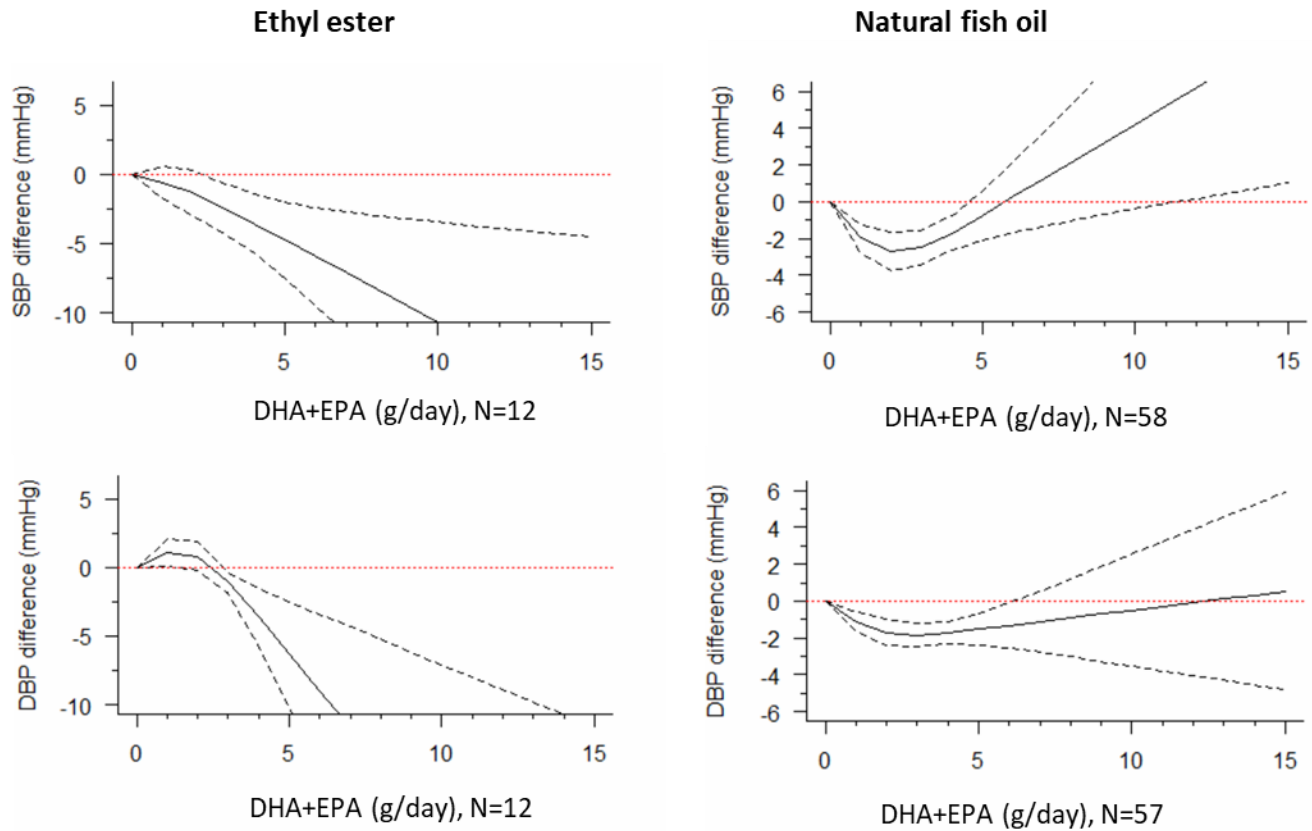 Ethyl ester
Natural fish oil
SBP difference (mmHg)
5
0
-5
-10
0 5 10 15
DHA+EPA (g/day), N=12
SBP difference (mmHg)
6
4
2
0
-2
-4
-6
0 5 10 15
DHA+EPA (g/day), N=58
DBP difference (mmHg)
5
0
-5
-10
0 5 10 15
DHA+EPA (g/day), N=12
DBP difference (mmHg)
6
4
2
0
-2
-4
-6
0 5 10 15
DHA+EPA (g/day), N=57